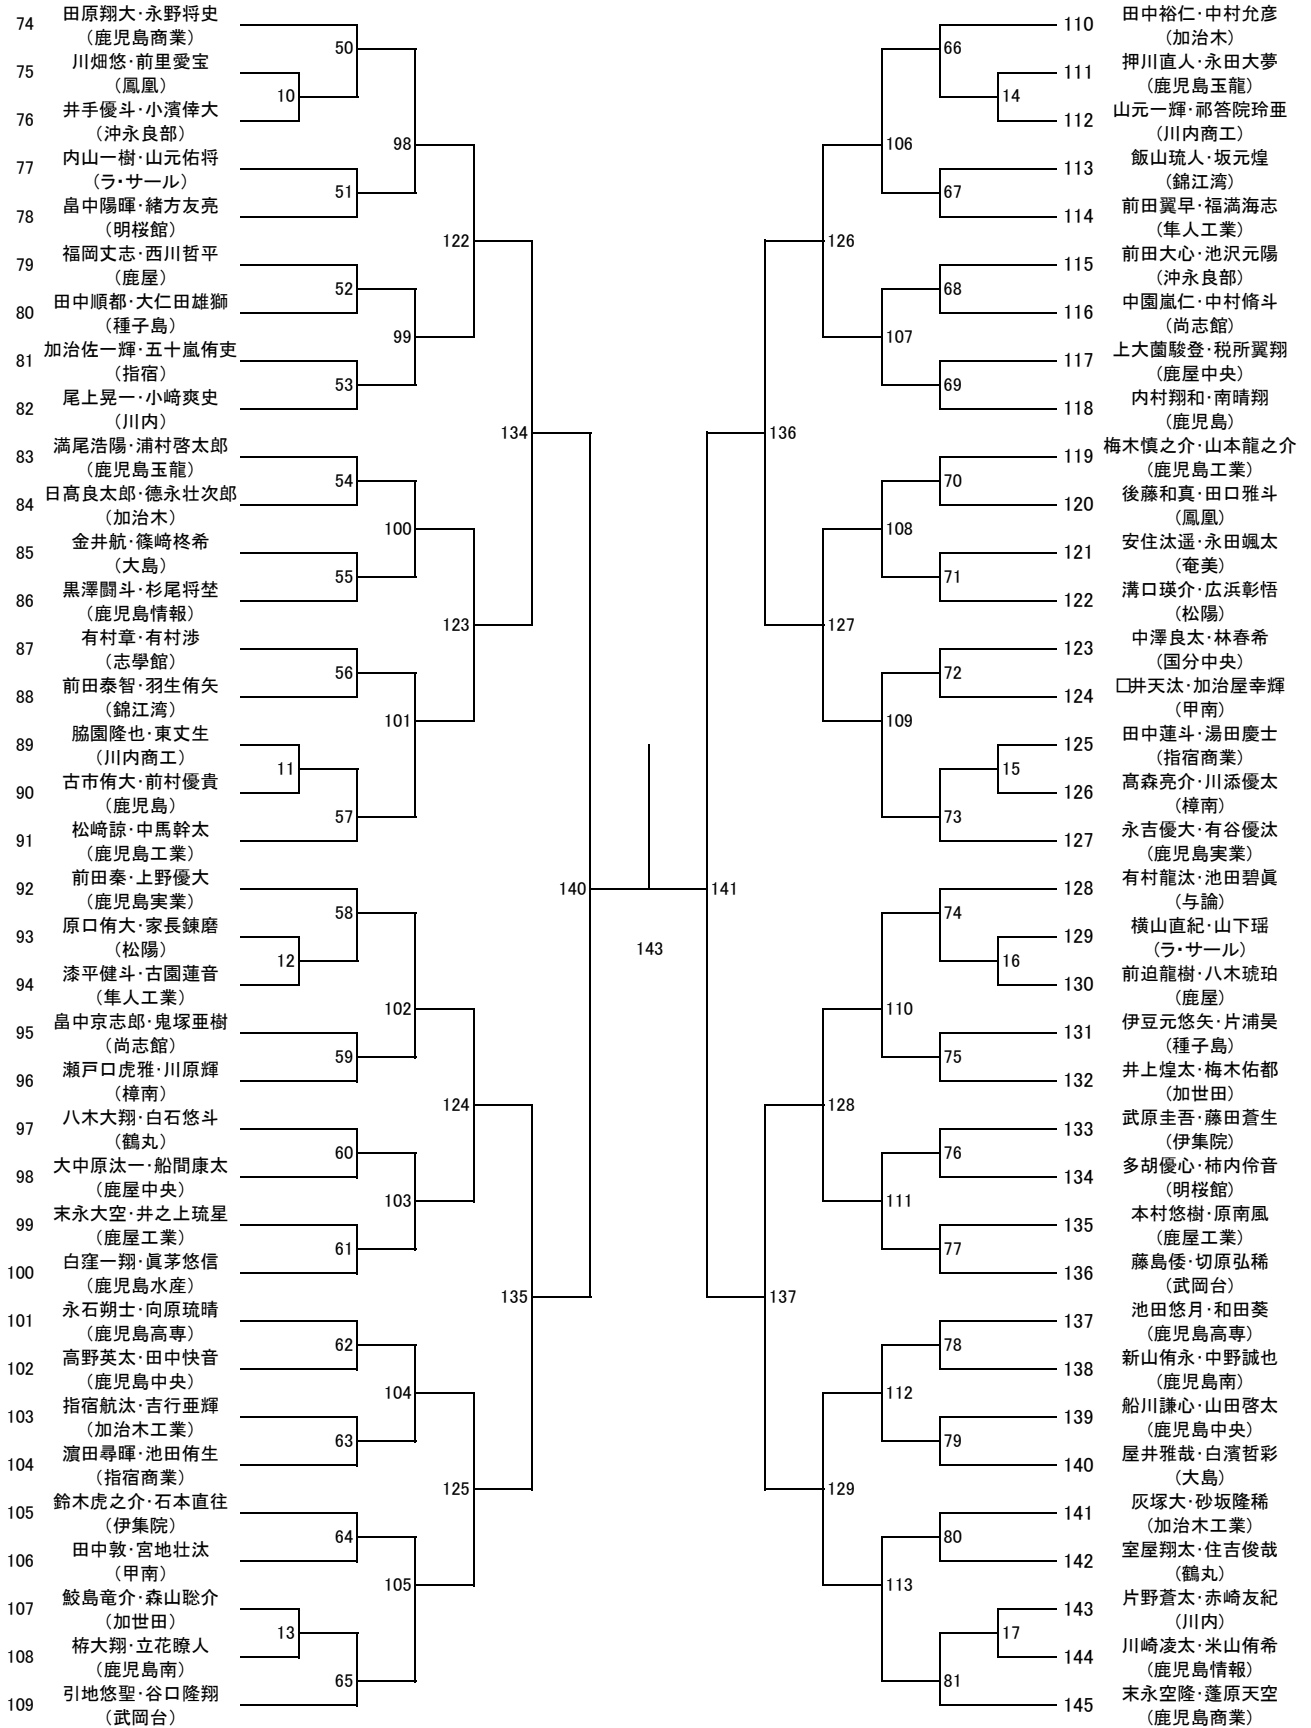 74 田原翔大･永野将史
(鹿児島商業)
75 川畑悠･前里愛宝
(鳳凰)
76 井手優斗･小濱倖大
(沖永良部)
77 内山一樹･山元佑将
(ラ･サール)
78 畠中陽暉･緒方友亮
(明桜館)
79 福岡丈志･西川哲平
(鹿屋)
80 田中順都･大仁田雄獅
(種子島)
81 加治佐一輝･五十嵐侑吏
(指宿)
82 尾上晃一･小﨑爽史
(川内)
83 満尾浩陽･浦村啓太郎
(鹿児島玉龍)
84 日髙良太郎･德永壮次郎
(加治木)
85 金井航･篠﨑柊希
(大島)
86 黒澤闘斗･杉尾将埜
(鹿児島情報)
87 有村章･有村渉
(志學館)
88 前田泰智･羽生侑矢
(錦江湾)
89 脇園隆也･東丈生
(川内商工)
90 古市侑大･前村優貴
(鹿児島)
91 松﨑諒･中馬幹太
(鹿児島工業)
92 前田秦･上野優大
(鹿児島実業)
93 原口侑大･家長錬磨
(松陽)
94 漆平健斗･古園蓮音
(隼人工業)
95 畠中京志郎･鬼塚亜樹
(尚志館)
96 瀬戸口虎雅･川原輝
(樟南)
97 八木大翔･白石悠斗
(鶴丸)
98 大中原汰一･船間康太
(鹿屋中央)
99 末永大空･井之上琉星
(鹿屋工業)
100 白窪一翔･眞茅悠信
(鹿児島水産)
101 永石朔士･向原琉晴
(鹿児島高専)
102 高野英太･田中快音
(鹿児島中央)
103 指宿航汰･吉行亜輝
(加治木工業)
104 濵田尋暉･池田侑生
(指宿商業)
105 鈴木虎之介･石本直往
(伊集院)
106 田中敦･宮地壮汰
(甲南)
107 鮫島竜介･森山聡介
(加世田)
108 栫大翔･立花瞭人
(鹿児島南)
109 引地悠聖･谷口隆翔
(武岡台)
10
11
12
13
50
51
52
53
54
55
56
57
58
59
60
61
62
63
64
65
98
99
100
101
102
103
104
105
122
123
124
125
134
135
140
143
141
136
137
126
127
128
129
106
107
108
109
110
111
112
113
66
67
68
69
70
71
72
73
74
75
76
77
78
79
80
81
14
15
16
17
110 田中裕仁･中村允彦
(加治木)
111 押川直人･永田大夢
(鹿児島玉龍)
112 山元一輝･祁答院玲亜
(川内商工)
113 飯山琉人･坂元煌
(錦江湾)
114 前田翼早･福満海志
(隼人工業)
115 前田大心･池沢元陽
(沖永良部)
116 中園嵐仁･中村脩斗
(尚志館)
117 上大薗駿登･税所翼翔
(鹿屋中央)
118 内村翔和･南晴翔
(鹿児島)
119 梅木慎之介･山本龍之介
(鹿児島工業)
120 後藤和真･田口雅斗
(鳳凰)
121 安住汰遥･永田颯太
(奄美)
122 溝口瑛介･広浜彰悟
(松陽)
123 中澤良太･林春希
(国分中央)
124 □井天汰･加治屋幸輝
(甲南)
125 田中蓮斗･湯田慶士
(指宿商業)
126 髙森亮介･川添優太
(樟南)
127 永吉優大･有谷優汰
(鹿児島実業)
128 有村龍汰･池田碧眞
(与論)
129 横山直紀･山下瑶
(ラ･サール)
130 前迫龍樹･八木琥珀
(鹿屋)
131 伊豆元悠矢･片浦昊
(種子島)
132 井上煌太･梅木佑都
(加世田)
133 武原圭吾･藤田蒼生
(伊集院)
134 多胡優心･柿内伶音
(明桜館)
135 本村悠樹･原南風
(鹿屋工業)
136 藤島倭･切原弘稀
(武岡台)
137 池田悠月･和田葵
(鹿児島高専)
138 新山侑永･中野誠也
(鹿児島南)
139 船川謙心･山田啓太
(鹿児島中央)
140 屋井雅哉･白濱哲彩
(大島)
141 灰塚大･砂坂隆稀
(加治木工業)
142 室屋翔太･住吉俊哉
(鶴丸)
143 片野蒼太･赤崎友紀
(川内)
144 川崎凌太･米山侑希
(鹿児島情報)
145 末永空隆･蓬原天空
(鹿児島商業)